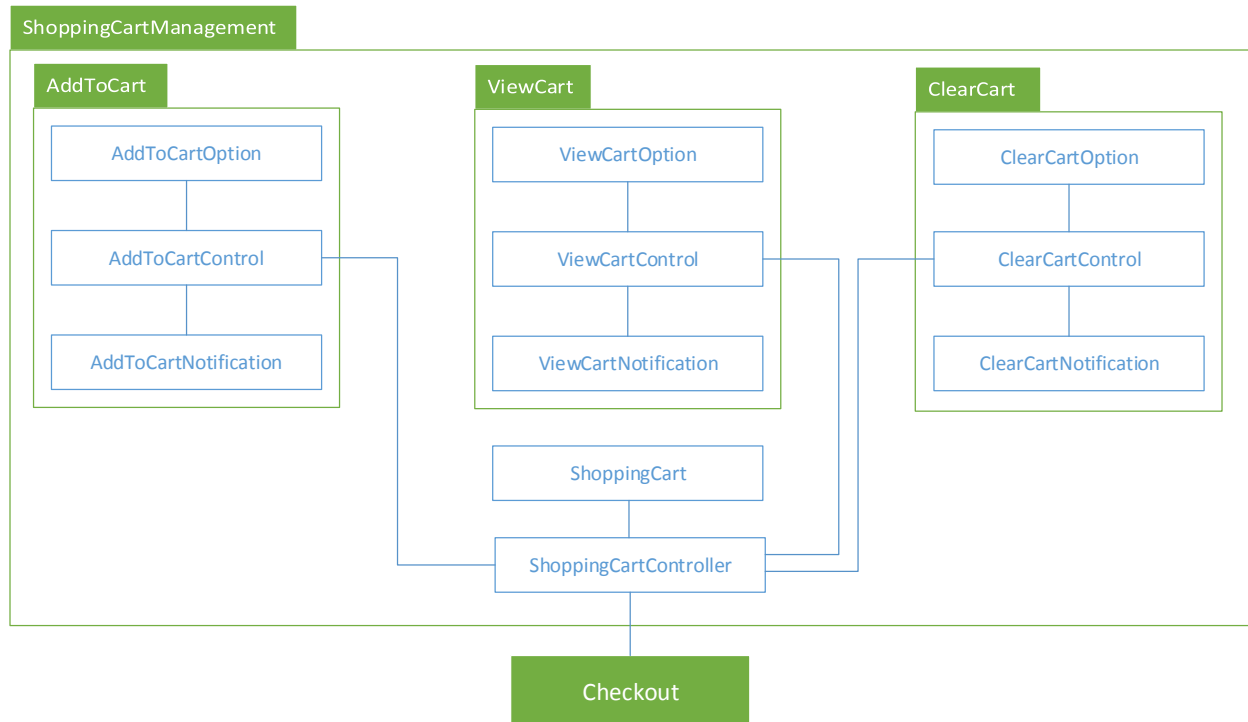 ShoppingCartManagement
AddToCart
ViewCart
ClearCart
AddToCartOption
ViewCartOption
ClearCartOption
AddToCartControl
ViewCartControl
ClearCartControl
AddToCartNotification
ViewCartNotification
ClearCartNotification
ShoppingCart
ShoppingCartController
Checkout